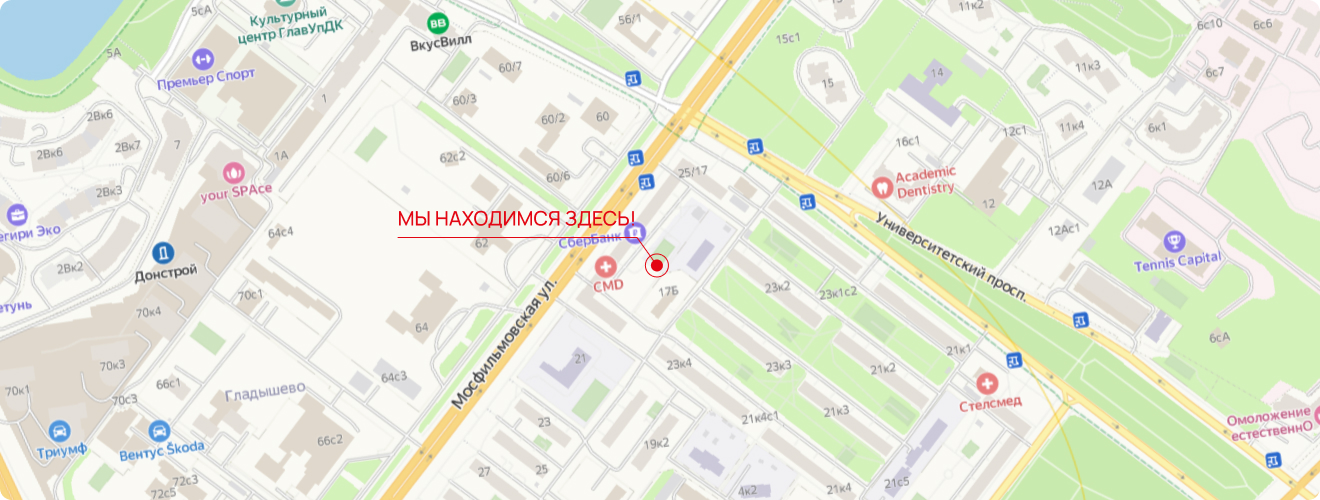 5сА
Культурный
центр ГлавУпДК
56/1
11к2
6с10
6с6
15с1
ВкусВилл
5А
Премьер Спорт
60/7
15
14
11к3
6с7
1
60/3
60/2
60
2Вк6
2Вк6
2Вк7
7
1А
62с2
16с1
12с1
11к4
6к1
60/6
25/17
your SPAce
2Вк3
Academic
Dentistry
12А
12
егири Эко
МЫ НАХОДИМСЯ ЗДЕСЬ!
СберБанк
64с4
62
Университетский просп.
12Ас1
Tennis Capital
2Вк2
Донстрой
CMD
17Б
23к2
23к1с2
етунь
70с1
70к4
64
Мосфильмовская ул.
6сА
21к1
70к3
21
23к4
23к3
21к2
70к1
66с1
64с3
Гладышево
70с3
Стелсмед
21к4с1
21к3
23
Омоложение
естественнО
Триумф
Вентус Škoda
66с2
19к2
27
25
72с3
72с5
4к2
21к4
21с5